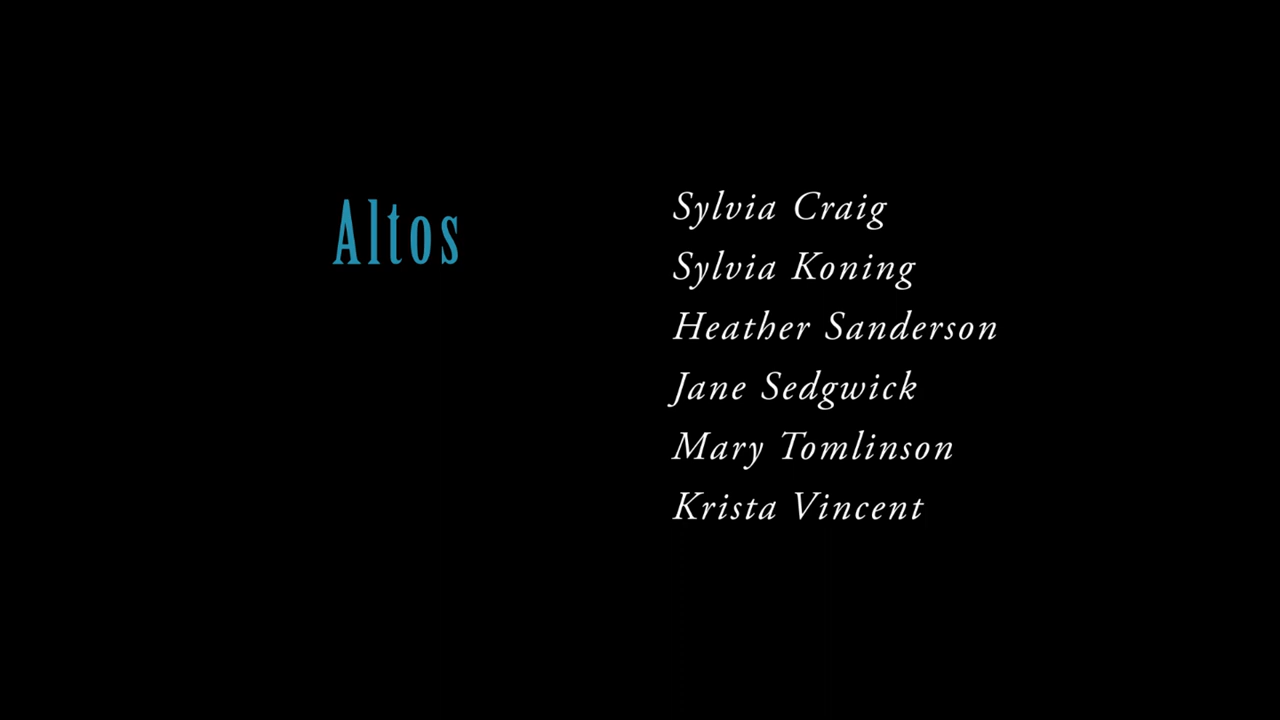 Altos
Sylvia Craig
Sylvia Koning
Heather Sanderson
Jane Sedgwick
Mary Tomlinson
Krista Vincent